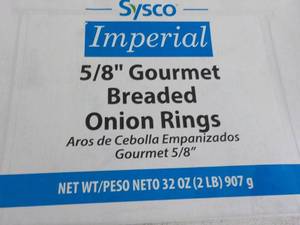 Sysco
Imperial
5/8" Gourmet
Breaded
Onion Rings
Aros de Cebolla Empanizados
Gourmet 5/8"
NET WT/PESO NETO 32 OZ (2 LB) 907 g